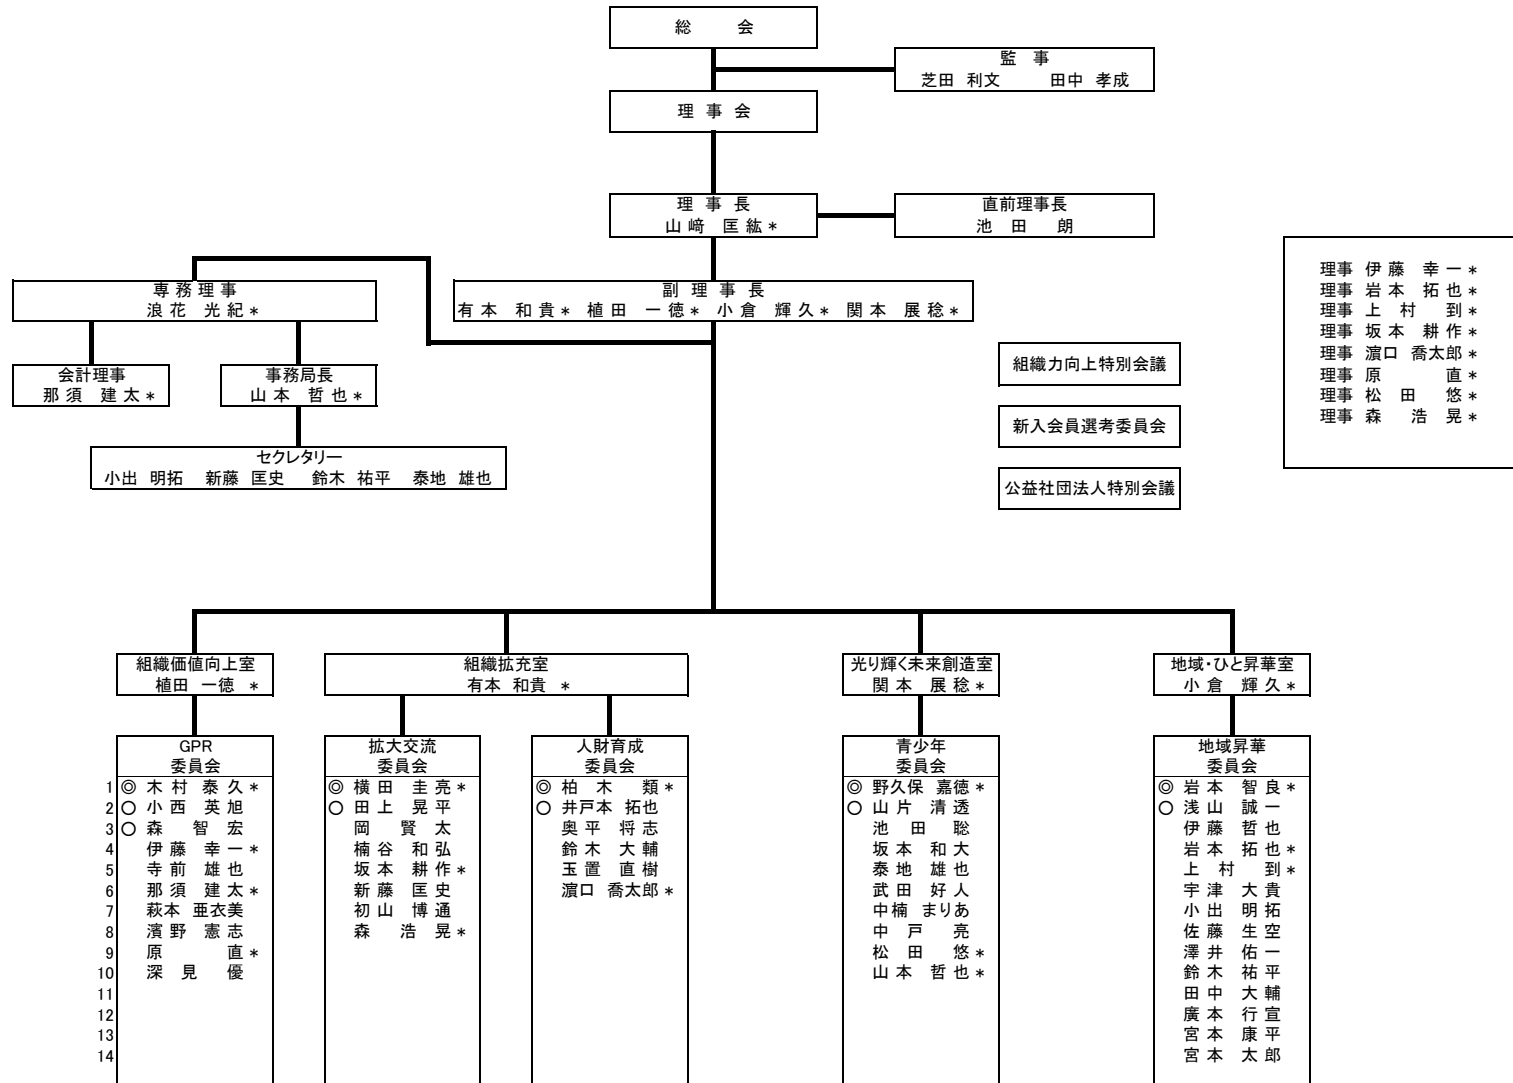 総 会
監 事
芝田 利文 田中 孝成
理 事 会
理 事 長
山 﨑 匡 紘 *
直前理事長
池 田 朗
専 務 理 事
浪 花 光 紀 *
副 理 事 長
有 本 和 貴 * 植 田 一 徳 * 小 倉 輝 久 * 関 本 展 稔 *
会計理事
那 須 建 太 *
事務局長
山 本 哲 也 *
セクレタリー
小出 明拓 新藤 匡史 鈴木 祐平 泰地 雄也
組織力向上特別会議
新入会員選考委員会
公益社団法人特別会議
理事 伊 藤 幸 一 *
理事 岩 本 拓 也 *
理事 上 村 到 *
理事 坂 本 耕 作 *
理事 濵口 喬太郎 *
理事 原 直 *
理事 松 田 悠 *
理事 森 浩 晃 *
組織価値向上室
植田 一徳 *
組織拡充室
有本 和貴 *
光り輝く未来創造室
関 本 展 稔 *
地域・ひと昇華室
小 倉 輝 久 *
GPR
委員会
1 ◎ 木 村 泰 久 *
2 ○ 小 西 英 旭
3 ○ 森 智 宏
4 伊 藤 幸 一 *
5 寺 前 雄 也
6 那 須 建 太 *
7 萩本 亜衣美
8 濱 野 憲 志
9 原 直 *
10 深 見 優
11
12
13
14
拡大交流
委員会
◎ 横 田 圭 亮 *
○ 田 上 晃 平
岡 賢 太
楠 谷 和 弘
坂 本 耕 作 *
新 藤 匡 史
初 山 博 通
森 浩 晃 *
人財育成
委員会
◎ 柏 木 類 *
○ 井戸本 拓也
奥 平 将 志
鈴 木 大 輔
玉 置 直 樹
濵口 喬太郎 *
青少年
委員会
◎ 野久保 嘉徳 *
○ 山 片 清 透
池 田 聡
坂 本 和 大
泰 地 雄 也
武 田 好 人
中楠 まりあ
中 戸 亮
松 田 悠 *
山 本 哲 也 *
地域昇華
委員会
◎ 岩 本 智 良 *
○ 浅 山 誠 一
伊 藤 哲 也
岩 本 拓 也 *
上 村 到 *
宇 津 大 貴
小 出 明 拓
佐 藤 生 空
澤 井 佑 一
鈴 木 祐 平
田 中 大 輔
廣 本 行 宣
宮 本 康 平
宮 本 太 郎